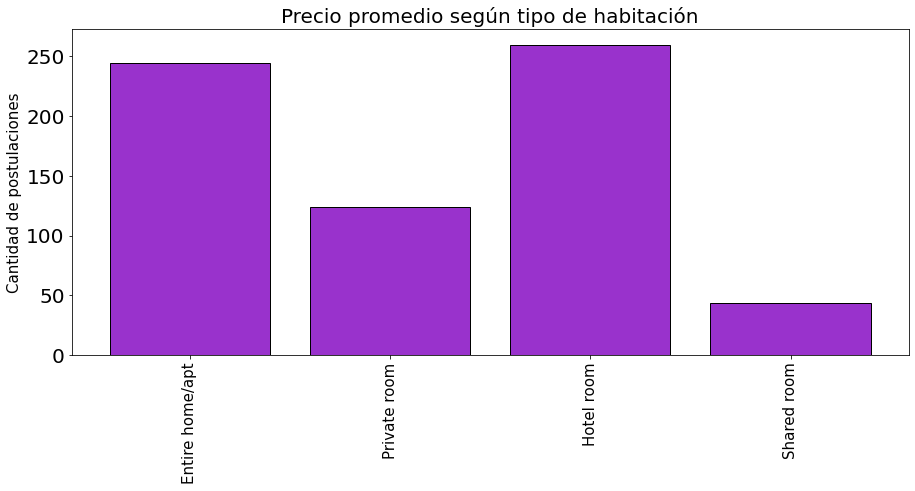 Precio promedio según tipo de habitación
Cantidad de postulaciones
250
200
150
100
50
0
Entire home/apt
Private room
Hotel room
Shared room